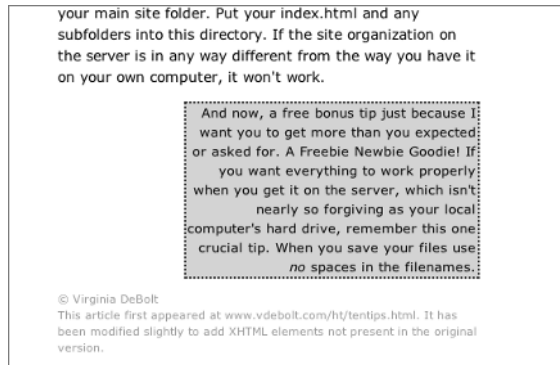 your main site folder. Put your index.html and any
subfolders into this directory. If the site organization on
the server is in any way different from the way you have it
on your own computer, it won't work.
And now, a free bonus tip just because I
want you to get more than you expected
or asked for. A Freebie Newbie Goodie! If
you want everything to work properly
when you get it on the server, which isn't
nearly so forgiving as your local
computer's hard drive, remember this one
crucial tip. When you save your files use
no spaces in the filenames.
© Virginia DeBolt
This article first appeared at www.vdebolt.com/ht/tentips.html. It has
been modified slightly to add XHTML elements not present in the original
version.